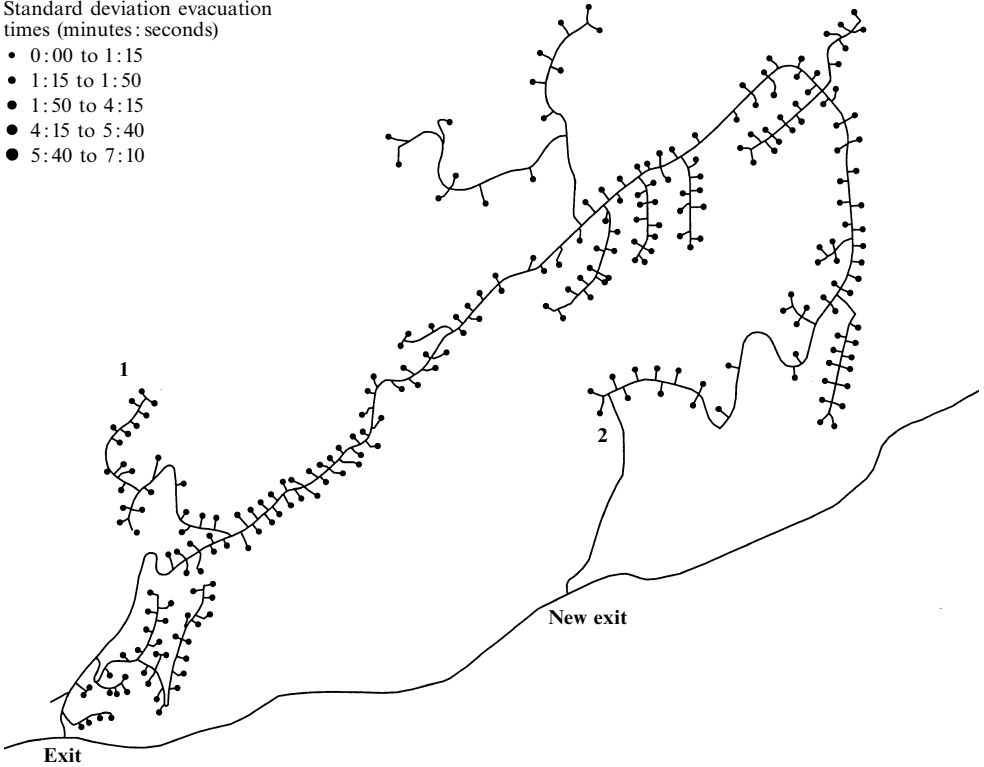 Standard deviation evacuation
times (minutes:seconds)
0:00 to 1:15
1:15 to 1:50
1:50 to 4:15
4:15 to 5:40
5:40 to 7:10
1
2
New exit
Exit